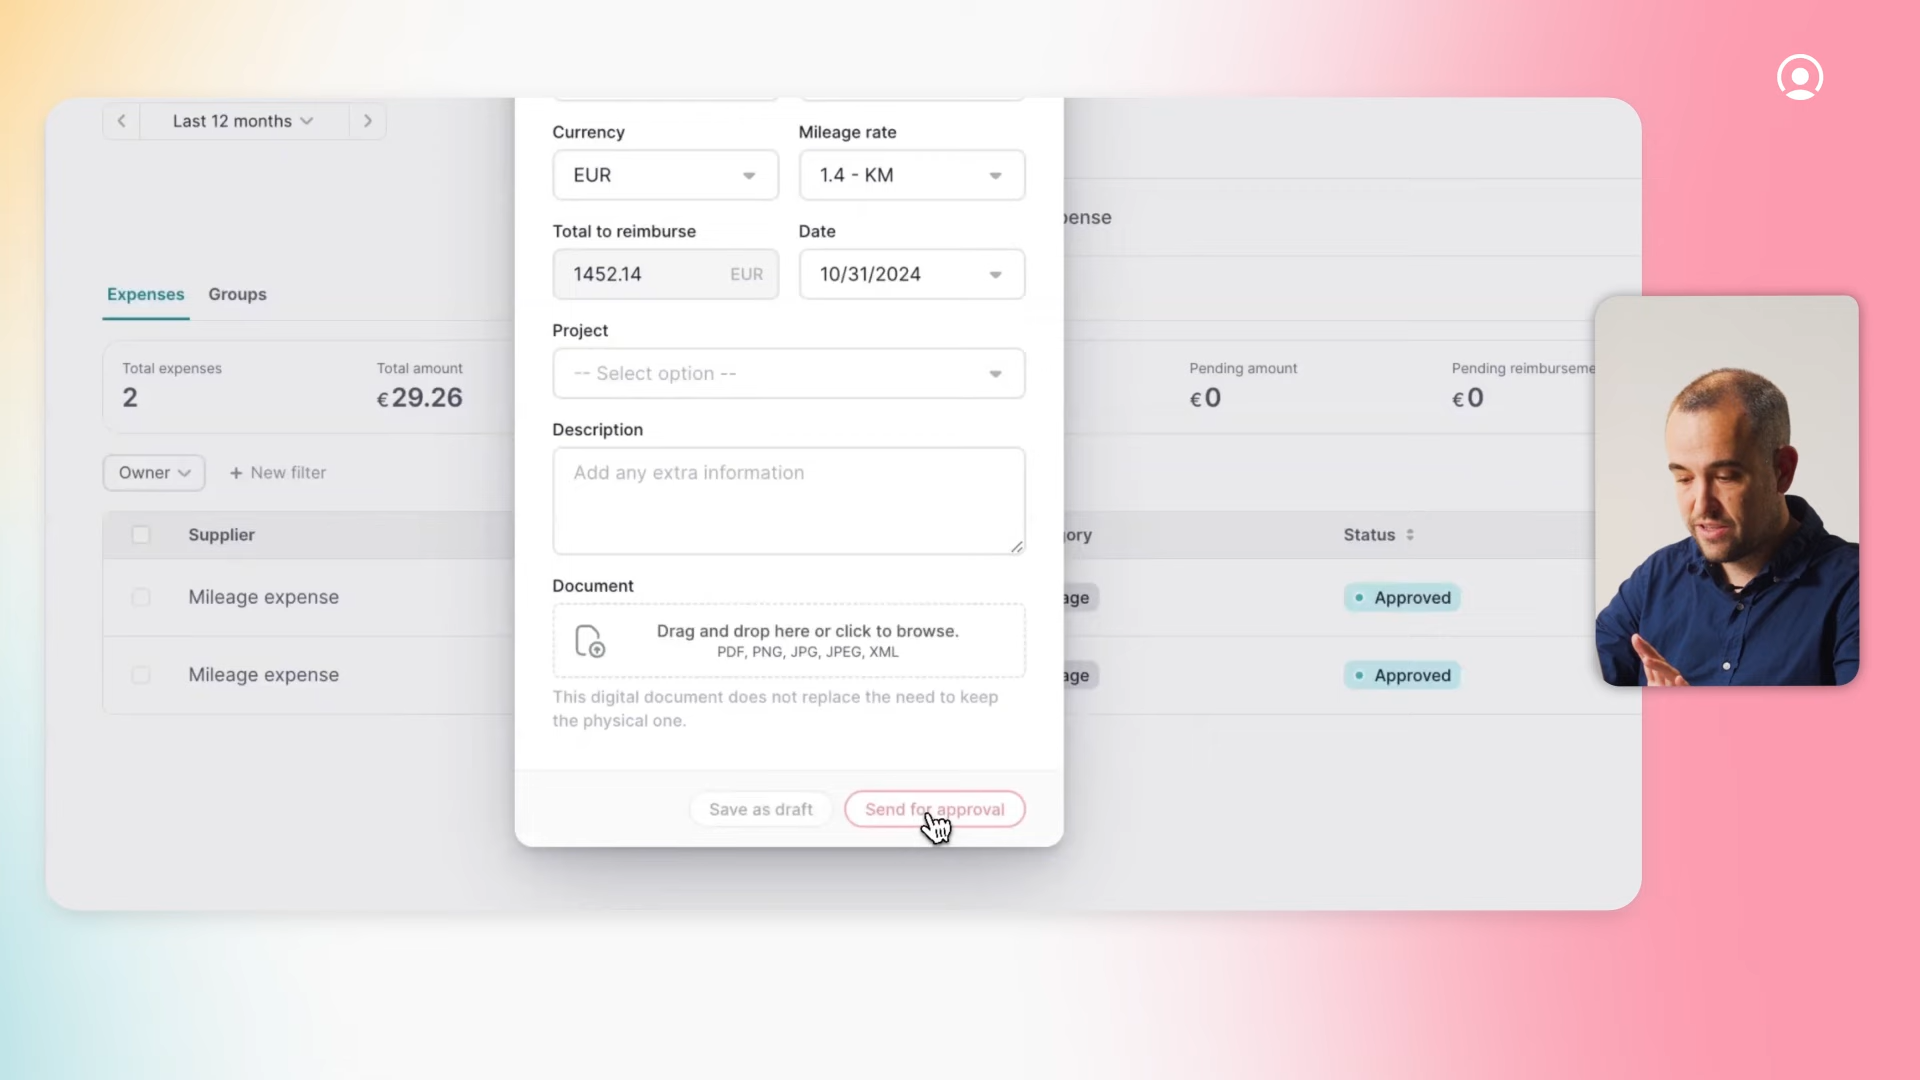 Last 12 months
Currency
Mileage rate
EUR
1.4 - KM
Total to reimburse
Date
1452.14 EUR
10/31/2024
Expenses
Groups
Project
-- Select option --
Total expenses
2
Total amount
€29.26
Pending amount
€0
Pending reimburseme
€0
Description
Add any extra information
Owner
+ New filter
Supplier
ory
Status
Mileage expense
age
Approved
Mileage expense
age
Approved
pense
Document
Drag and drop here or click to browse.
PDF, PNG, JPG, JPEG, XML
This digital document does not replace the need to keep
the physical one.
Save as draft
Send for approval